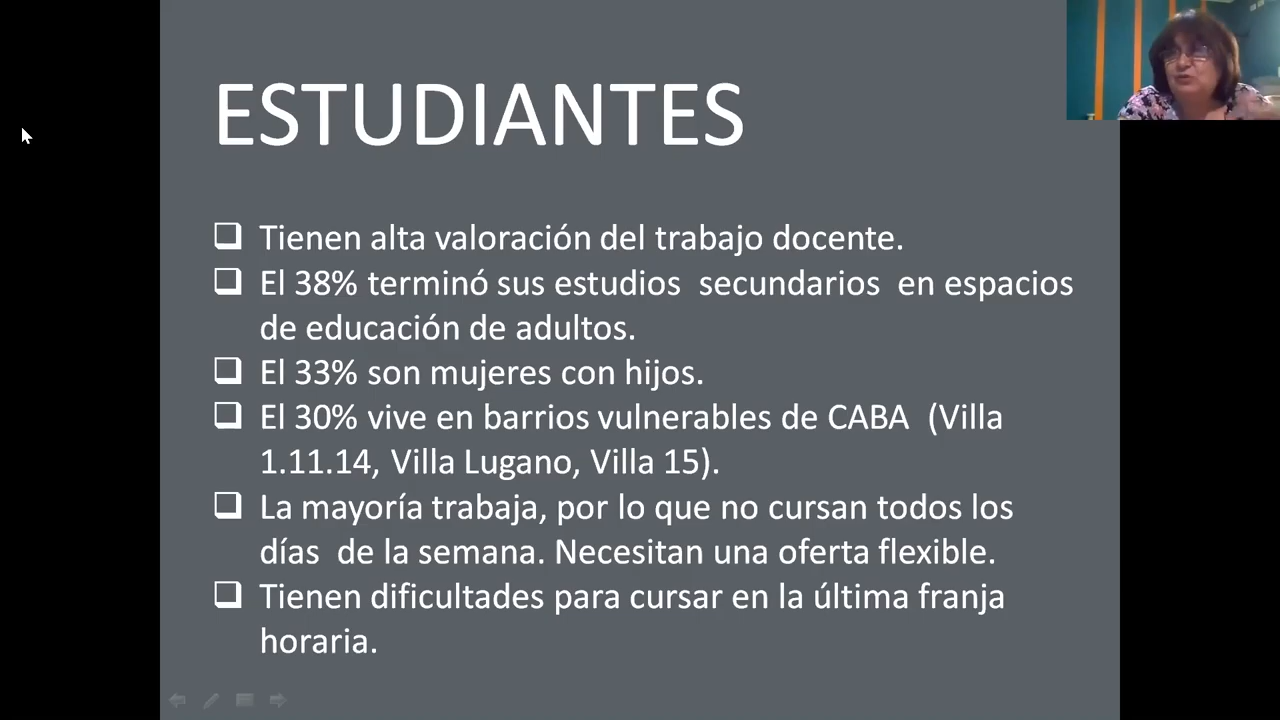 ESTUDIANTES
Tienen alta valoración del trabajo docente.
El 38% terminó sus estudios  secundarios  en espacios
de educación de adultos.
El 33% son mujeres con hijos.
El 30% vive en barrios vulnerables de CABA  (Villa
1.11.14, Villa Lugano, Villa 15).
La mayoría trabaja, por lo que no cursan todos los
días  de la semana. Necesitan una oferta flexible.
Tienen dificultades para cursar en la última franja
horaria.